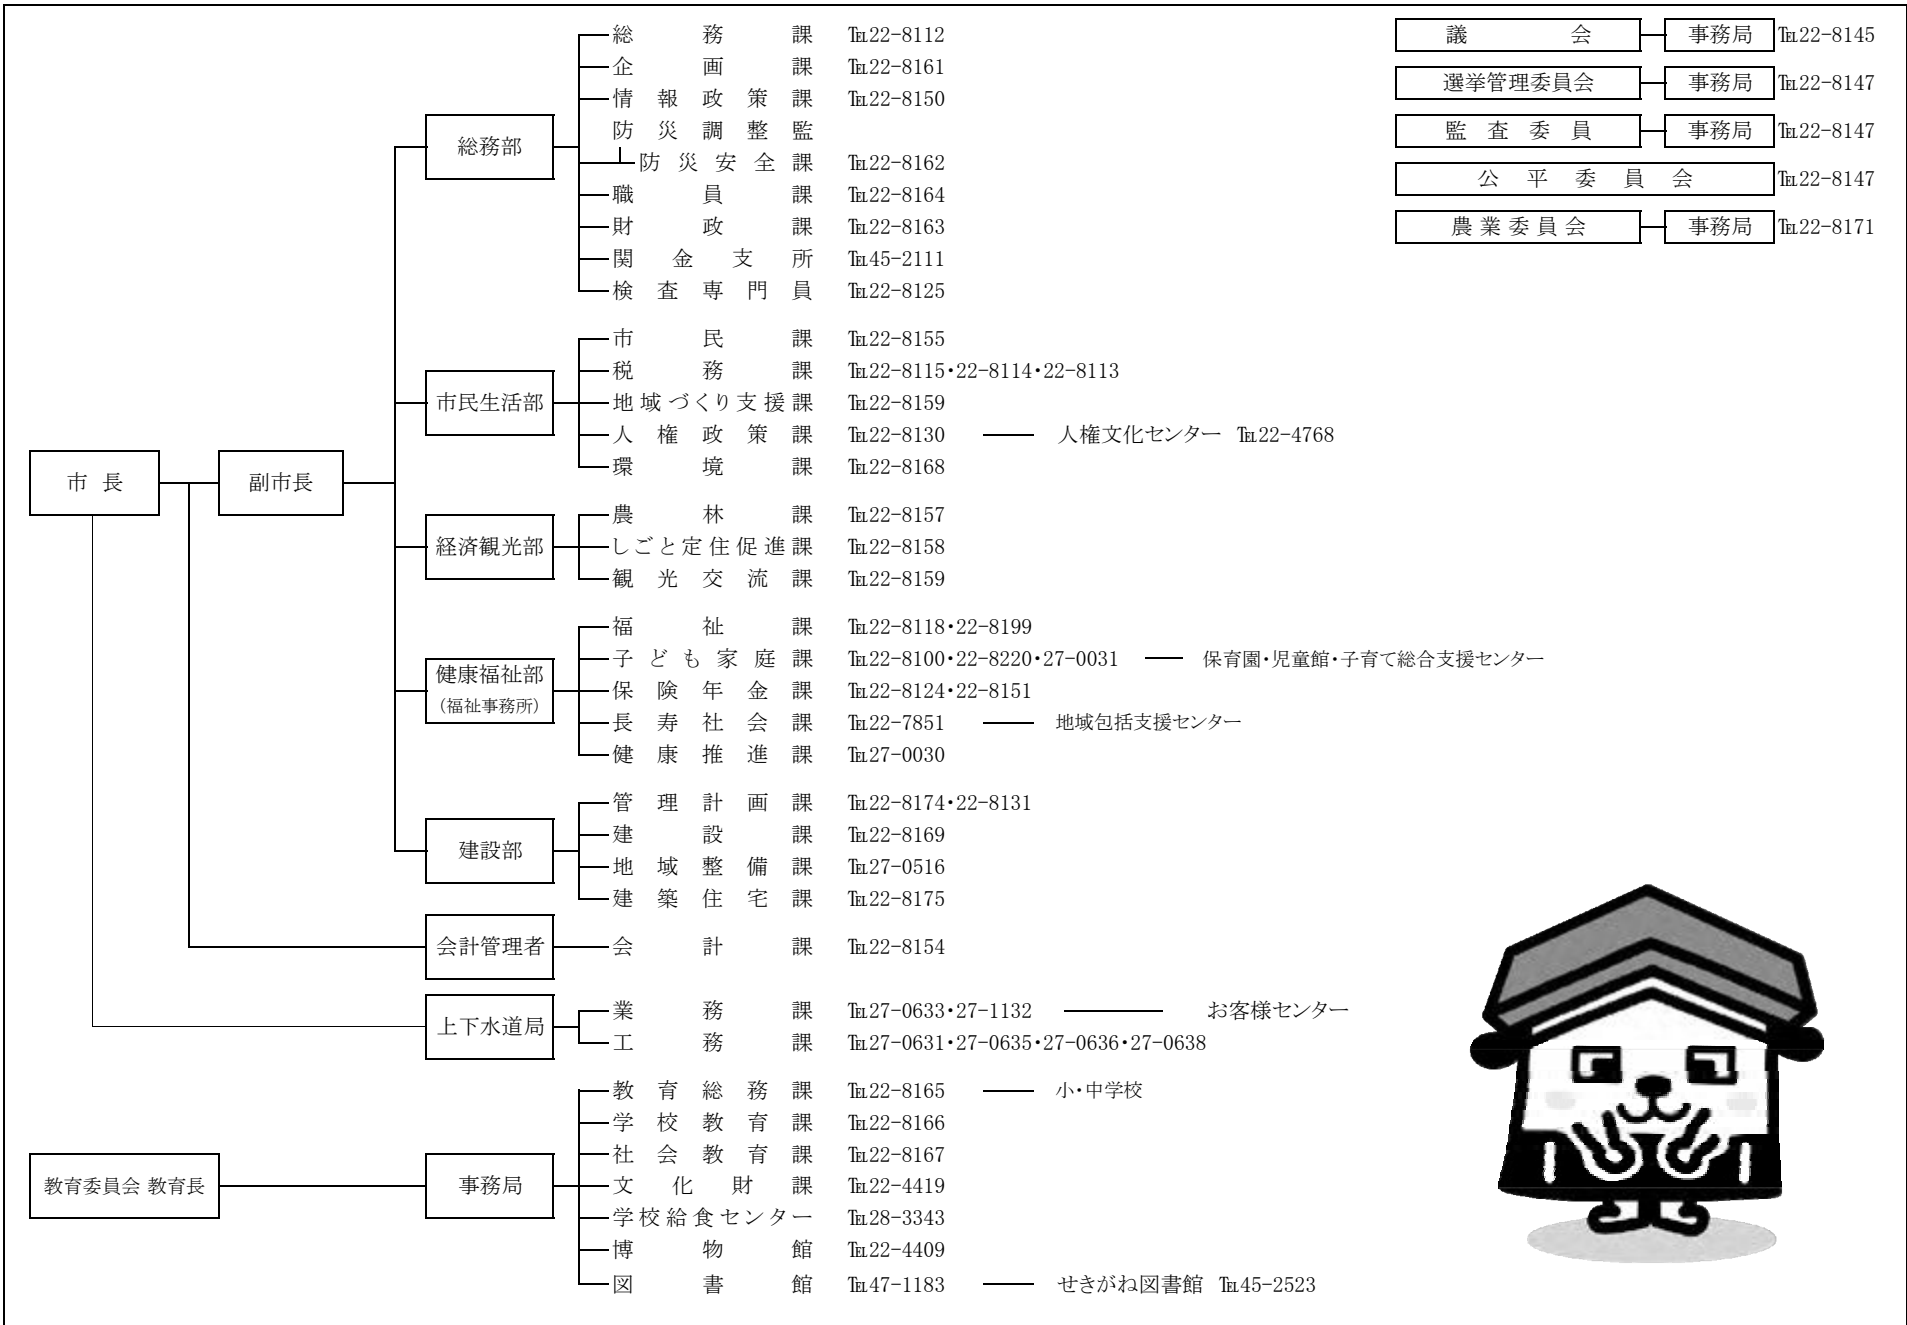 総務課 ℡22-8112
企画課 ℡22-8161
情報政策課 ℡22-8150
防災調整監
防災安全課 ℡22-8162
職員課 ℡22-8164
財政課 ℡22-8163
関金支所 ℡45-2111
検査専門員 ℡22-8125
総務部
議会 事務局 ℡22-8145
選挙管理委員会 事務局 ℡22-8147
監査委員 事務局 ℡22-8147
公平委員会 ℡22-8147
農業委員会 事務局 ℡22-8171
市民課 ℡22-8155
税務課 ℡22-8115・22-8114・22-8113
地域づくり支援課 ℡22-8159
人権政策課 ℡22-8130 人権文化センター ℡22-4768
環境課 ℡22-8168
市民生活部
市長
副市長
農林課 ℡22-8157
しごと定住促進課 ℡22-8158
観光交流課 ℡22-8159
経済観光部
福祉課 ℡22-8118・22-8199
子ども家庭課 ℡22-8100・22-8220・27-0031 保育園・児童館・子育て総合支援センター
保険年金課 ℡22-8124・22-8151
長寿社会課 ℡22-7851 地域包括支援センター
健康推進課 ℡27-0030
健康福祉部
(福祉事務所)
管理計画課 ℡22-8174・22-8131
建設課 ℡22-8169
地域整備課 ℡27-0516
建築住宅課 ℡22-8175
建設部
会計管理者
会計課 ℡22-8154
上下水道局
業務課 ℡27-0633・27-1132 お客様センター
工務課 ℡27-0631・27-0635・27-0636・27-0638
教育総務課 ℡22-8165 小・中学校
学校教育課 ℡22-8166
社会教育課 ℡22-8167
文化財課 ℡22-4419
学校給食センター ℡28-3343
博物館 ℡22-4409
図書館 ℡47-1183 せきがね図書館 ℡45-2523
教育委員会 教育長
事務局